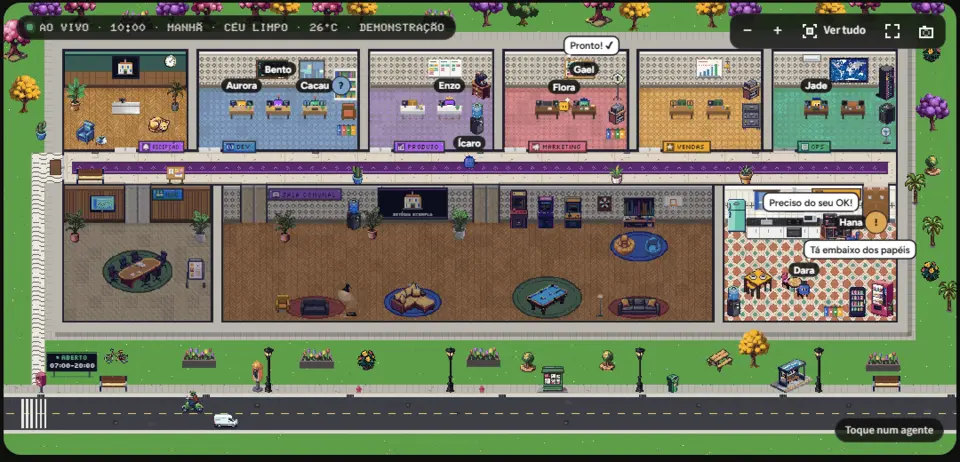 AO VIVO · 10:00 · MANHÃ · CÉU LIMPO · 26°C · DEMONSTRAÇÃO
− + Ver tudo
Pronto! ✓
Bento
Gael
Aurora
Cacau
?
Enzo
Flora
Jade
Ícaro
RECEPÇÃO
DEV
PRODUTO
MARKETING
VENDAS
OPS
Preciso do seu OK!
Hana
!
Tá embaixo dos papéis
Dara
ABERTO
07:00-20:00
Toque num agente